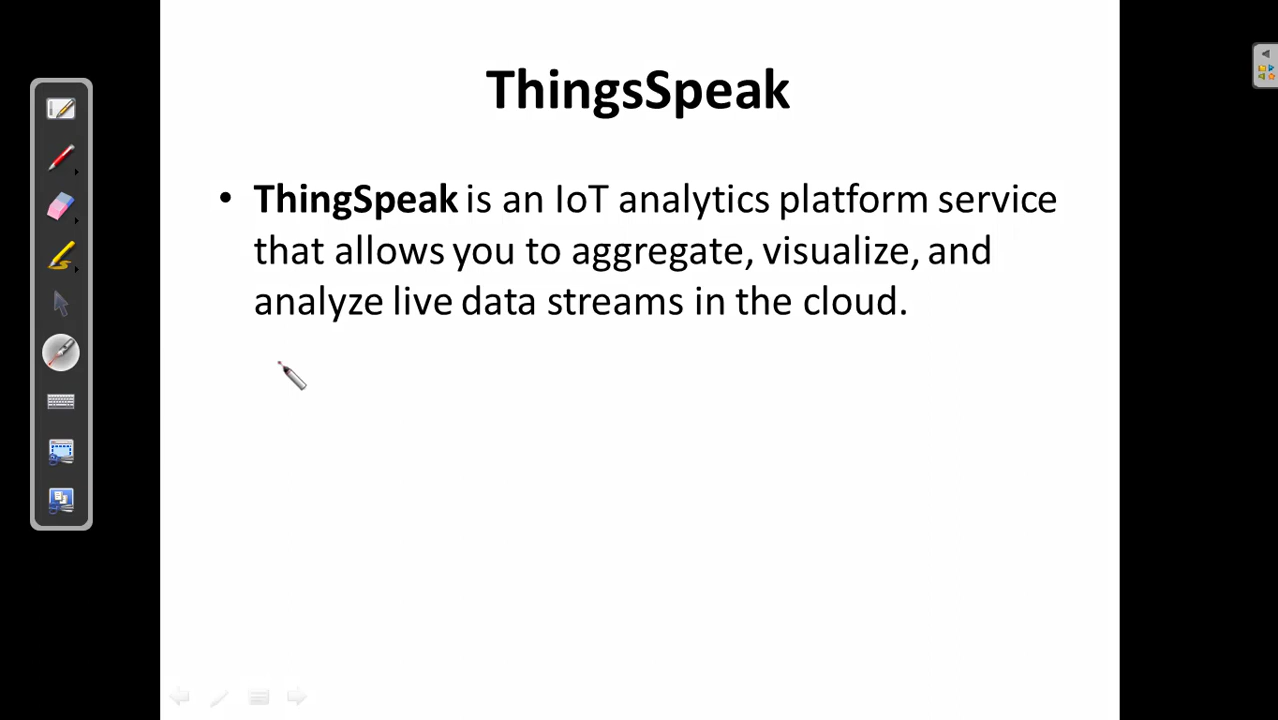 ThingsSpeak
• ThingSpeak is an IoT analytics platform service
that allows you to aggregate, visualize, and
analyze live data streams in the cloud.